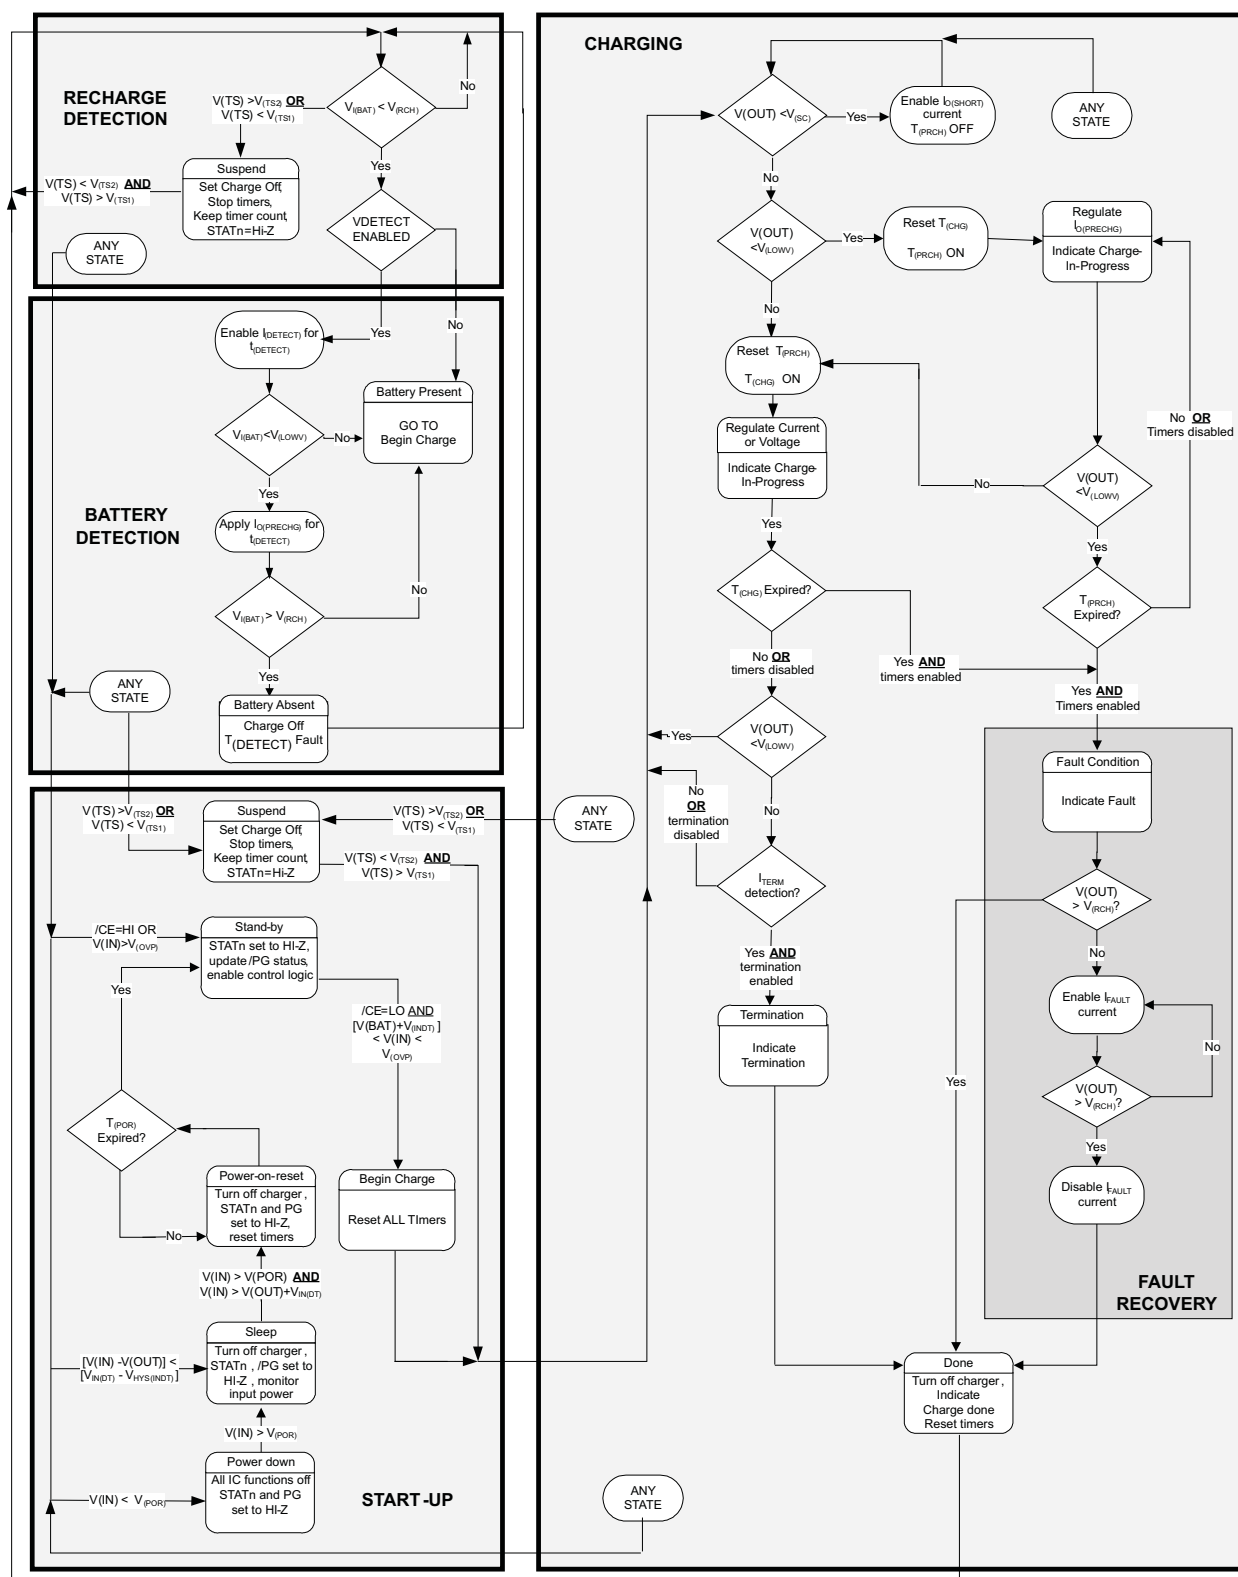 RECHARGE
DETECTION
V(TS) >V(TS2) OR
V(TS) < V(TS1)
VI(BAT) < V(RCH)
No
Yes
Suspend
Set Charge Off,
Stop timers,
Keep timer count,
STATn=Hi-Z
V(TS) < V(TS2) AND
V(TS) > V(TS1)
ANY
STATE
VDETECT
ENABLED
Yes
No
BATTERY
DETECTION
Enable I(DETECT) for
t(DETECT)
VI(BAT)<V(LOWV)
No
Yes
Battery Present
GO TO
Begin Charge
Apply IO(PRECHG) for
t(DETECT)
VI(BAT) > V(RCH)
No
Yes
Battery Absent
Charge Off
T(DETECT) Fault
ANY
STATE
V(TS) >V(TS2) OR
V(TS) < V(TS1)
Suspend
Set Charge Off,
Stop timers,
Keep timer count,
STATn=Hi-Z
V(TS) >V(TS2) OR
V(TS) < V(TS1)
V(TS) < V(TS2) AND
V(TS) > V(TS1)
ANY
STATE
/CE=HI OR
V(IN)>V(OVP)
Stand-by
STATn set to HI-Z,
update /PG status,
enable control logic
Yes
/CE=LO AND
[V(BAT)+V(INDT) ]
< V(IN) <
V(OVP)
T(POR)
Expired?
No
Power-on-reset
Turn off charger ,
STATn and PG
set to HI-Z,
reset timers
Begin Charge
Reset ALL TImers
V(IN) > V(POR) AND
V(IN) > V(OUT)+VIN(DT)
[V(IN) -V(OUT)] <
[VIN(DT) - VHYS(INDT) ]
Sleep
Turn off charger ,
STATn , /PG set to
HI-Z , monitor
input power
V(IN) > V(POR)
V(IN) < V(POR)
Power down
All IC functions off
STATn and PG
set to HI-Z
START-UP
CHARGING
V(OUT) <V(SC)
Yes
Enable IO(SHORT)
current
T(PRCH) OFF
ANY
STATE
No
V(OUT)
<V(LOWV)
Yes
Reset T(CHG)
T(PRCH) ON
Regulate
IO(PRECHG)
Indicate Charge-
In-Progress
No
Reset T(PRCH)
T(CHG) ON
Regulate Current
or Voltage
Indicate Charge-
In-Progress
No OR
Timers disabled
V(OUT)
<V(LOWV)
No
Yes
Yes
T(CHG) Expired?
T(PRCH)
Expired?
No OR
timers disabled
Yes AND
timers enabled
Yes AND
Timers enabled
V(OUT)
<V(LOWV)
Yes
No
OR
termination
disabled
No
ITERM
detection?
Yes AND
termination
enabled
Termination
Indicate
Termination
Fault Condition
Indicate Fault
V(OUT)
> V(RCH)?
No
Enable IFAULT
current
No
V(OUT)
> V(RCH)?
Yes
Yes
Disable IFAULT
current
FAULT
RECOVERY
Done
Turn off charger ,
Indicate
Charge done
Reset timers
ANY
STATE